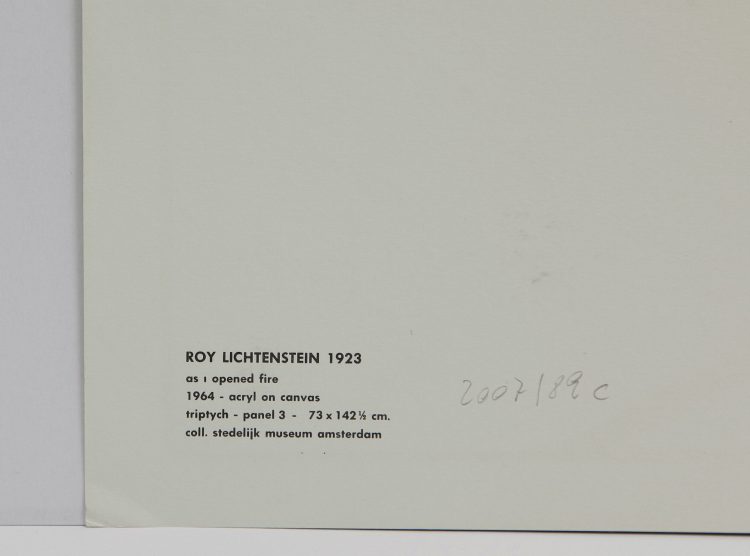 ROY LICHTENSTEIN 1923
as ı opened fire
1964 - acryl on canvas
triptych - panel 3 - 73 x 142½ cm.
coll. stedelijk museum amsterdam
2007/89 c